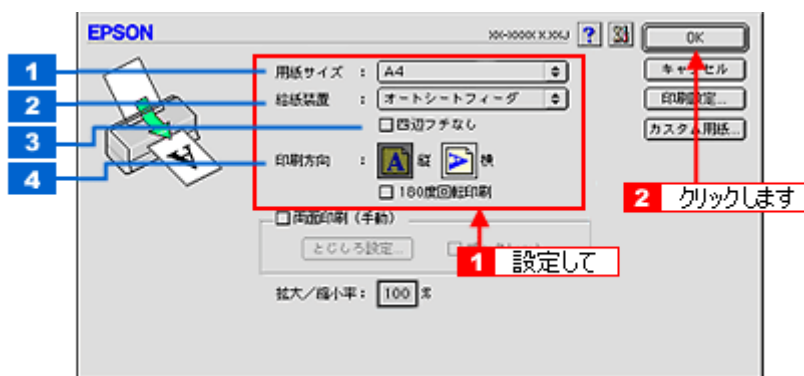 EPSON
XX-XXXX X.XXJ
OK
1
用紙サイズ : A4
キャンセル
2
給紙装置 : オートシートフィーダ
印刷設定...
3
四辺フチなし
カスタム用紙...
4
印刷方向 : A 縦 A 横
180度回転印刷
2 クリックします
両面印刷（手動）
とじしろ設定...
1 設定して
拡大／縮小率 : 100 %